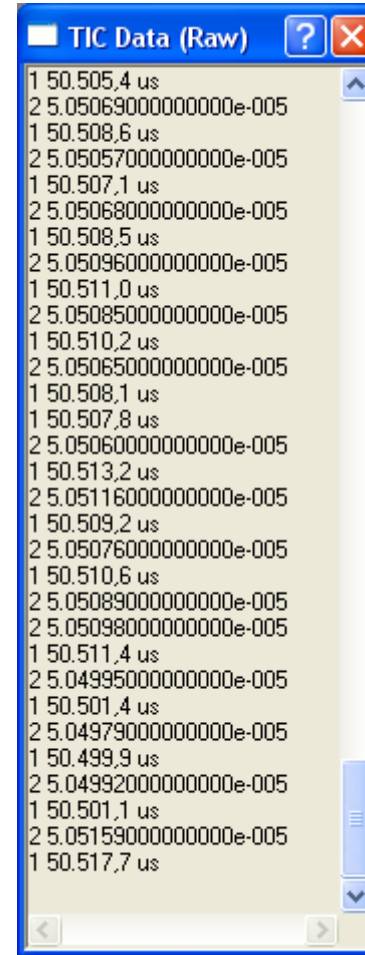 TIC Data (Raw)
1 50.505,4 us
2 5.05069000000000e-005
1 50.508,6 us
2 5.05057000000000e-005
1 50.507,1 us
2 5.05068000000000e-005
1 50.508,5 us
2 5.05096000000000e-005
1 50.511,0 us
2 5.05085000000000e-005
1 50.510,2 us
2 5.05065000000000e-005
1 50.508,1 us
1 50.507,8 us
2 5.05060000000000e-005
1 50.513,2 us
2 5.05116000000000e-005
1 50.509,2 us
2 5.05076000000000e-005
1 50.510,6 us
2 5.05089000000000e-005
2 5.05098000000000e-005
1 50.511,4 us
2 5.04995000000000e-005
1 50.501,4 us
2 5.04979000000000e-005
1 50.499,9 us
2 5.04992000000000e-005
1 50.501,1 us
2 5.05159000000000e-005
1 50.517,7 us